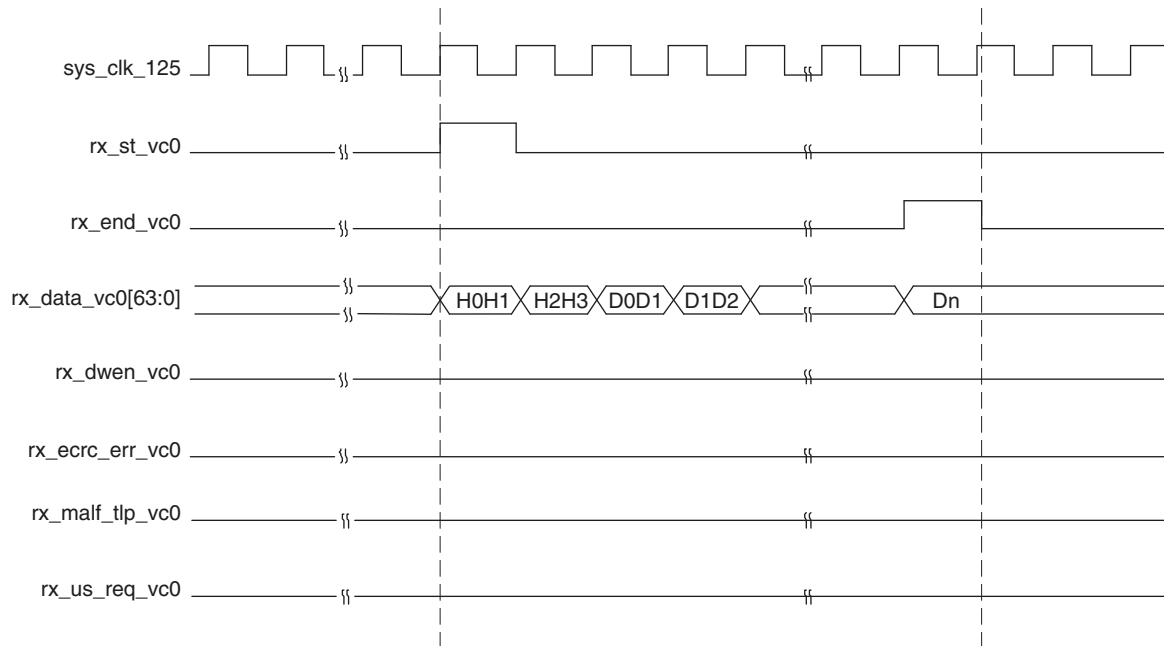 sys_clk_125
rx_st_vc0
rx_end_vc0
rx_data_vc0[63:0] H0H1 H2H3 D0D1 D1D2 Dn
rx_dwen_vc0
rx_ecrc_err_vc0
rx_malf_tlp_vc0
rx_us_req_vc0